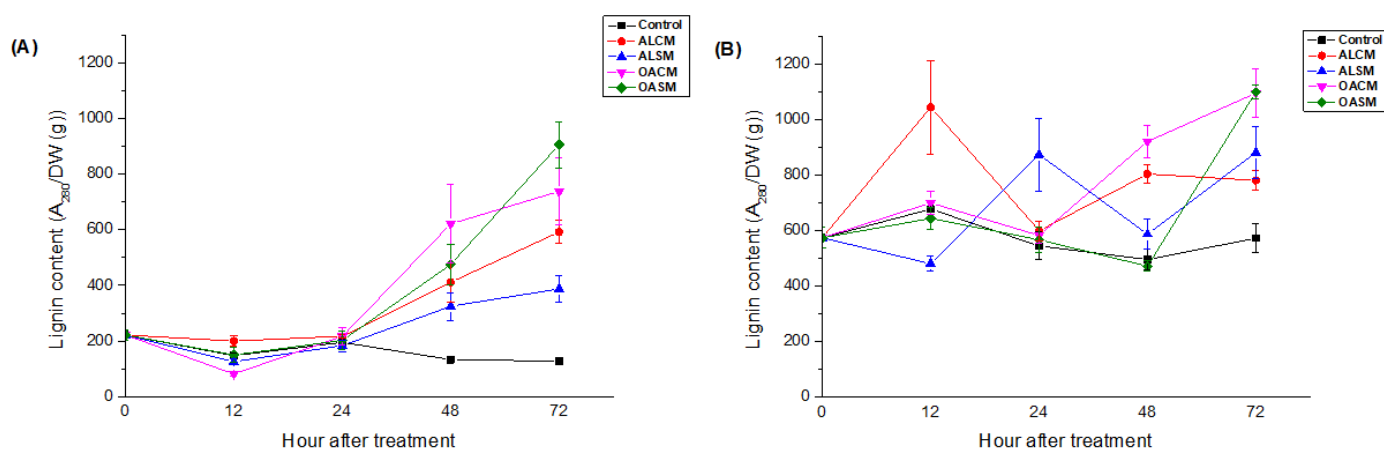 (A)
Control
ALCM
ALSM
OACM
OASM
1200
1000
800
600
400
200
0
Lignin content (A280/DW (g))
0 12 24 48 72
Hour after treatment
(B)
Control
ALCM
ALSM
OACM
OASM
1200
1000
800
600
400
200
0
Lignin content (A280/DW (g))
0 12 24 48 72
Hour after treatment